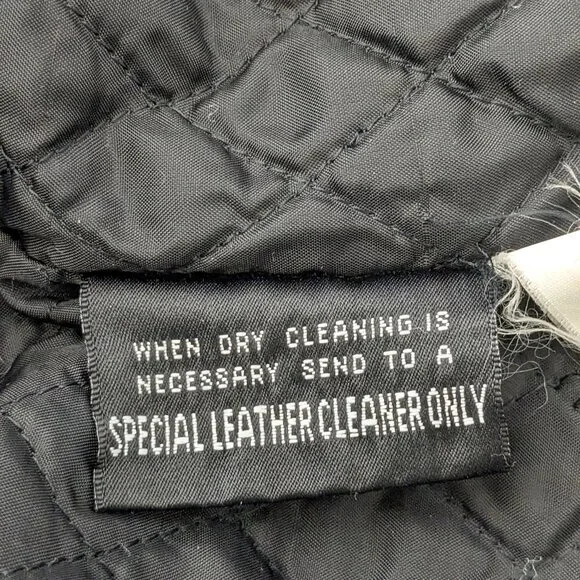 WHEN DRY CLEANING IS
NECESSARY SEND TO A
SPECIAL LEATHER CLEANER ONLY